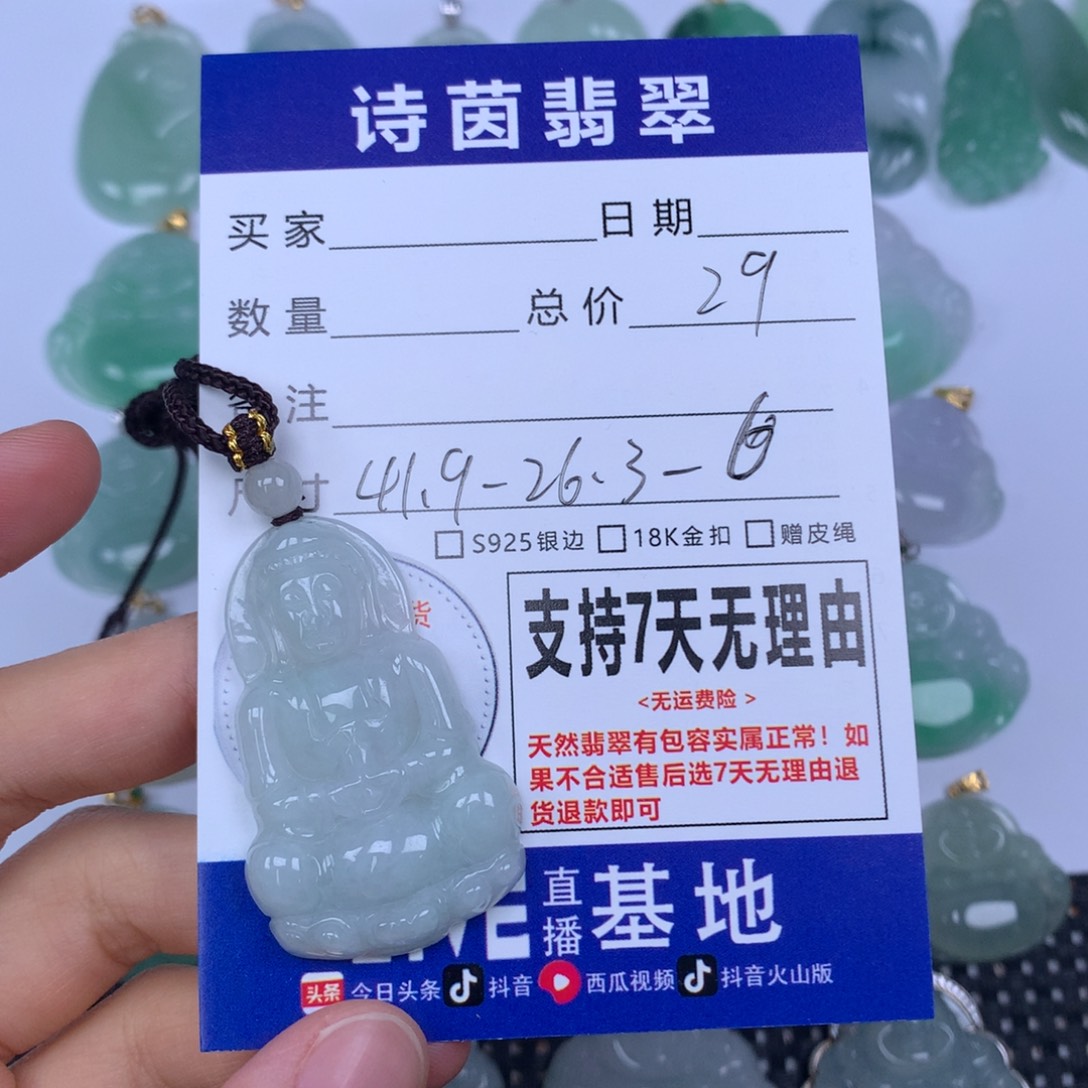 诗茵翡翠
买家 日期
数量 总价 29
注
寸 41.9-26.3-6
S925银边 18K金扣 赠皮绳
货
支持7天无理由
<无运费险 >
天然翡翠有包容实属正常!如
果不合适售后选7天无理由退
货退款即可
直播基地
头条 今日头条 抖音 西瓜视频 抖音火山版